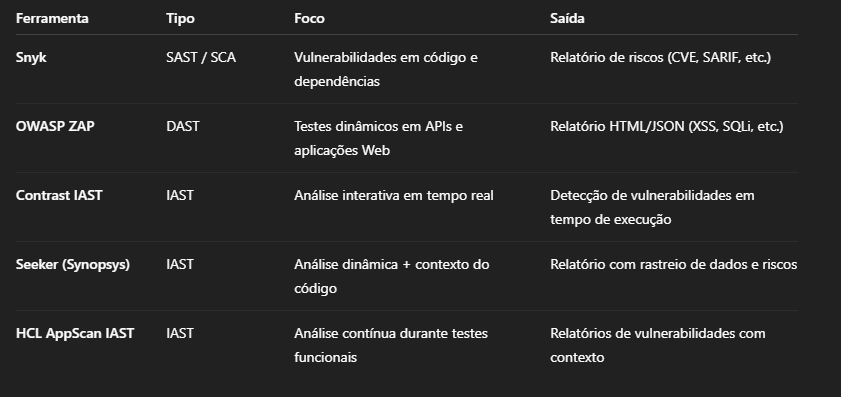 Ferramenta Tipo Foco Saída
Snyk SAST / SCA Vulnerabilidades em código e Relatório de riscos (CVE, SARIF, etc.)
dependências
OWASP ZAP DAST Testes dinâmicos em APIs e Relatório HTML/JSON (XSS, SQLi, etc.)
aplicações Web
Contrast IAST IAST Análise interativa em tempo real Detecção de vulnerabilidades em
tempo de execução
Seeker (Synopsys) IAST Análise dinâmica + contexto do Relatório com rastreio de dados e riscos
código
HCL AppScan IAST IAST Análise contínua durante testes Relatórios de vulnerabilidades com
funcionais contexto